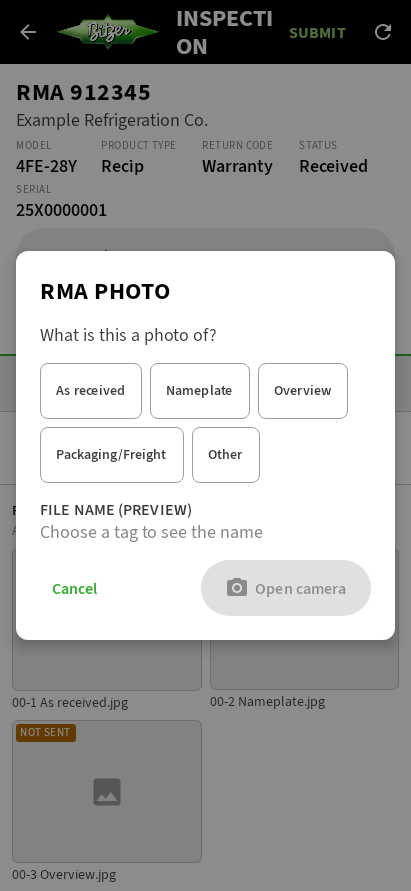 Bitzer
INSPECTI
ON
SUBMIT
RMA 912345
Example Refrigeration Co.
MODEL
PRODUCT TYPE
RETURN CODE
STATUS
4FE-28Y
Recip
Warranty
Received
SERIAL
25X0000001
RMA PHOTO
What is this a photo of?
As received
Nameplate
Overview
Packaging/Freight
Other
FILE NAME (PREVIEW)
Choose a tag to see the name
Cancel
Open camera
00-1 As received.jpg
00-2 Nameplate.jpg
NOT SENT
00-3 Overview.jpg